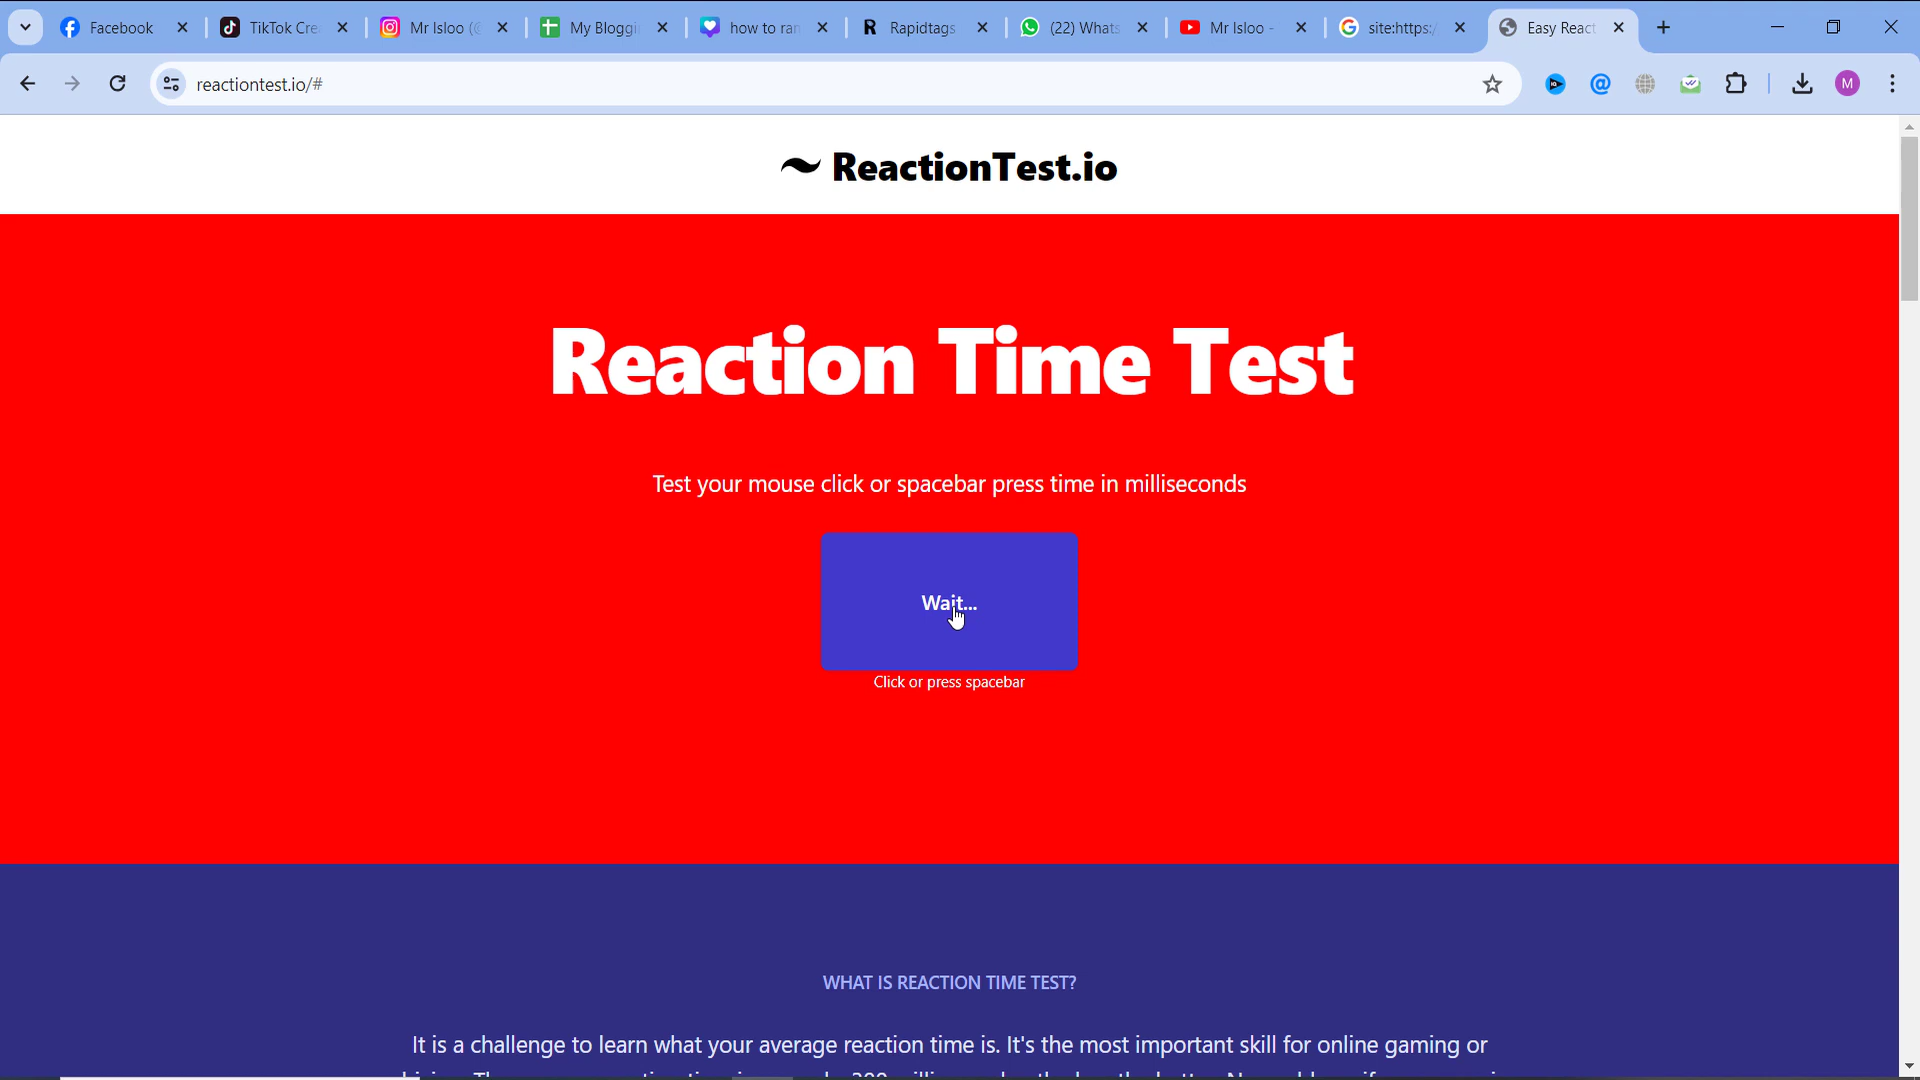 Facebook
TikTok Cre
Mr Isloo (@
My Bloggi
how to ran
Rapidtags
(22) Whats
Mr Isloo -
site:https:/
Easy React
reactiontest.io/#
M
ReactionTest.io
Reaction Time Test
Test your mouse click or spacebar press time in milliseconds
Wait...
Click or press spacebar
WHAT IS REACTION TIME TEST?
It is a challenge to learn what your average reaction time is. It's the most important skill for online gaming or